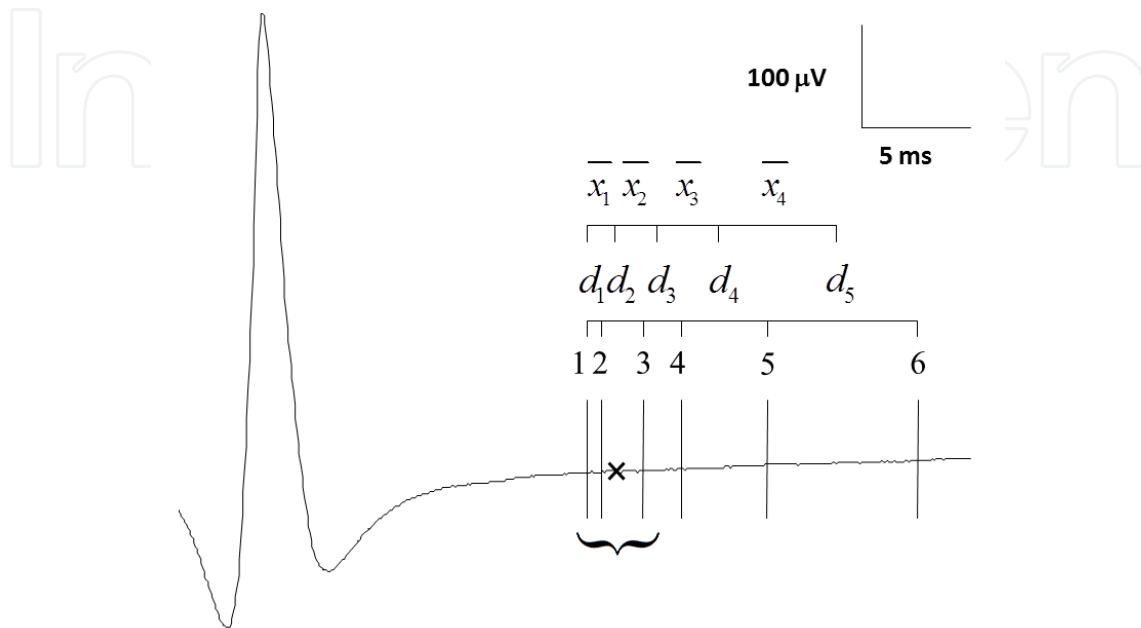 100 μV
5 ms
x̄₁ x̄₂ x̄₃ x̄₄
d₁ d₂ d₃ d₄ d₅
1 2 3 4 5 6